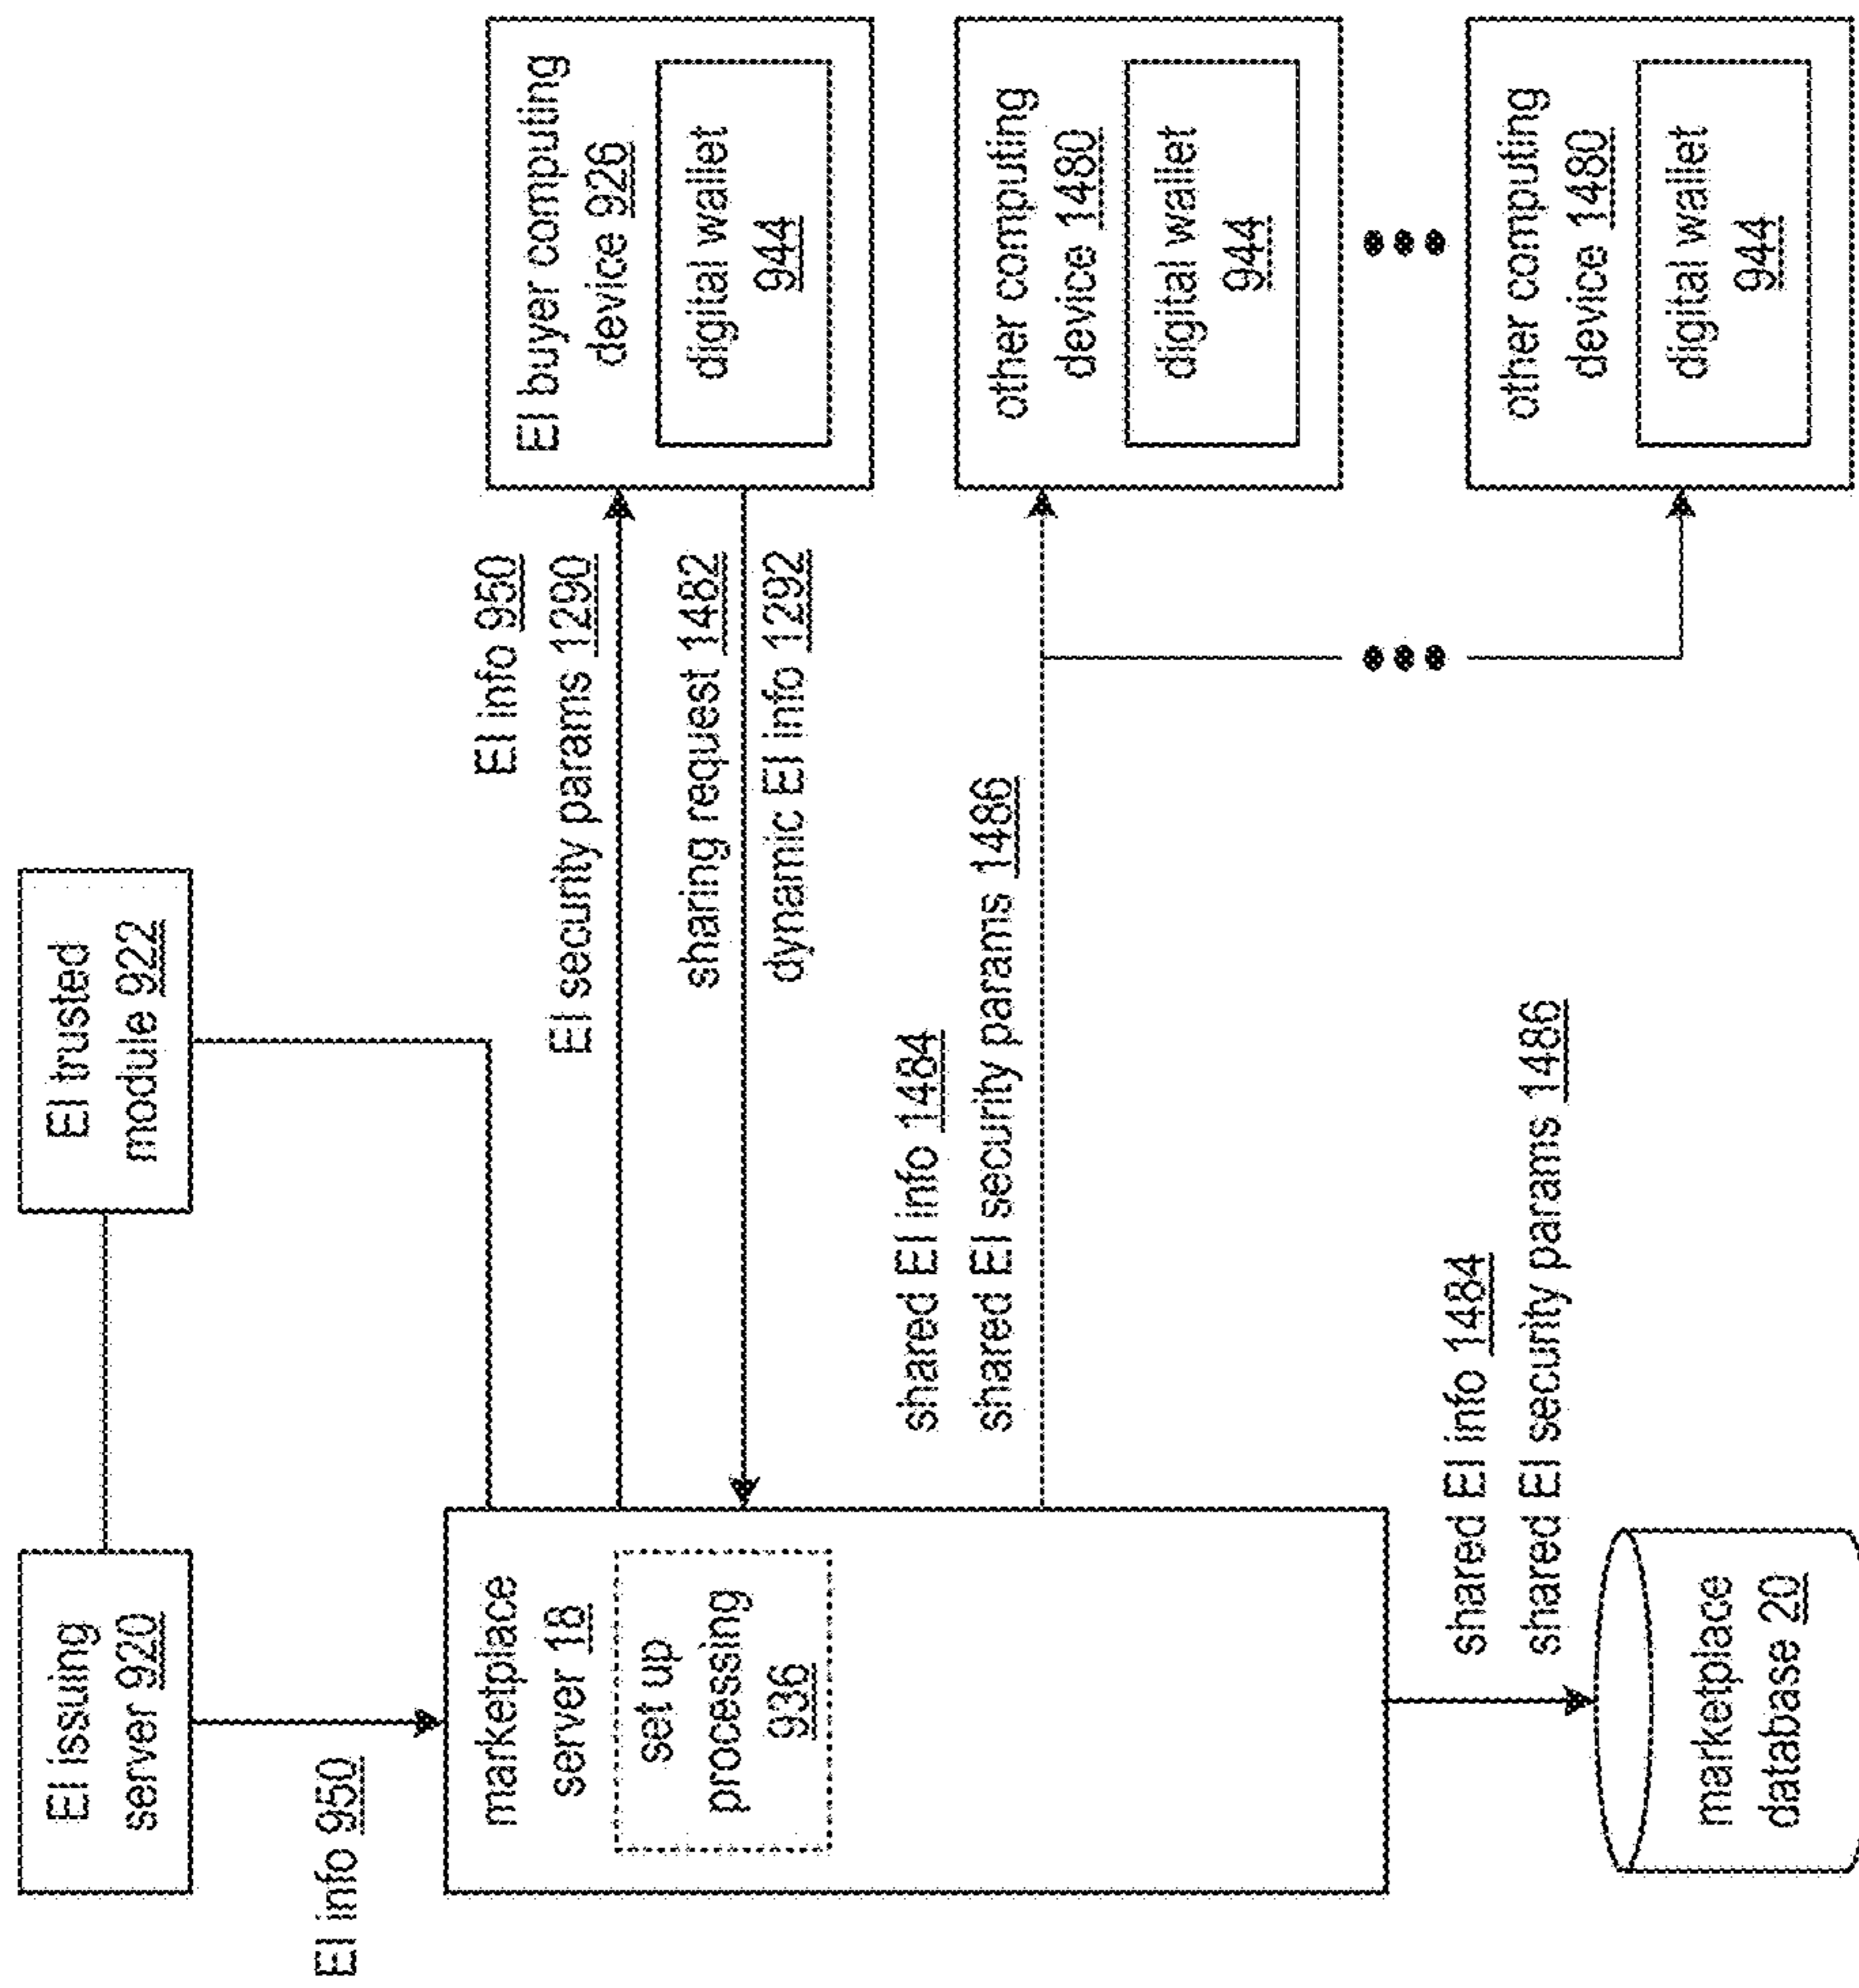 EI issuing
server 920
EI trusted
module 922
EI info 950
marketplace
server 18
set up
processing
936
EI info 950
EI security params 1290
sharing request 1482
dynamic EI info 1292
EI buyer computing
device 926
digital wallet
944
shared EI info 1484
shared EI security params 1486
other computing
device 1480
digital wallet
944
other computing
device 1480
digital wallet
944
shared EI info 1484
shared EI security params 1486
marketplace
database 20